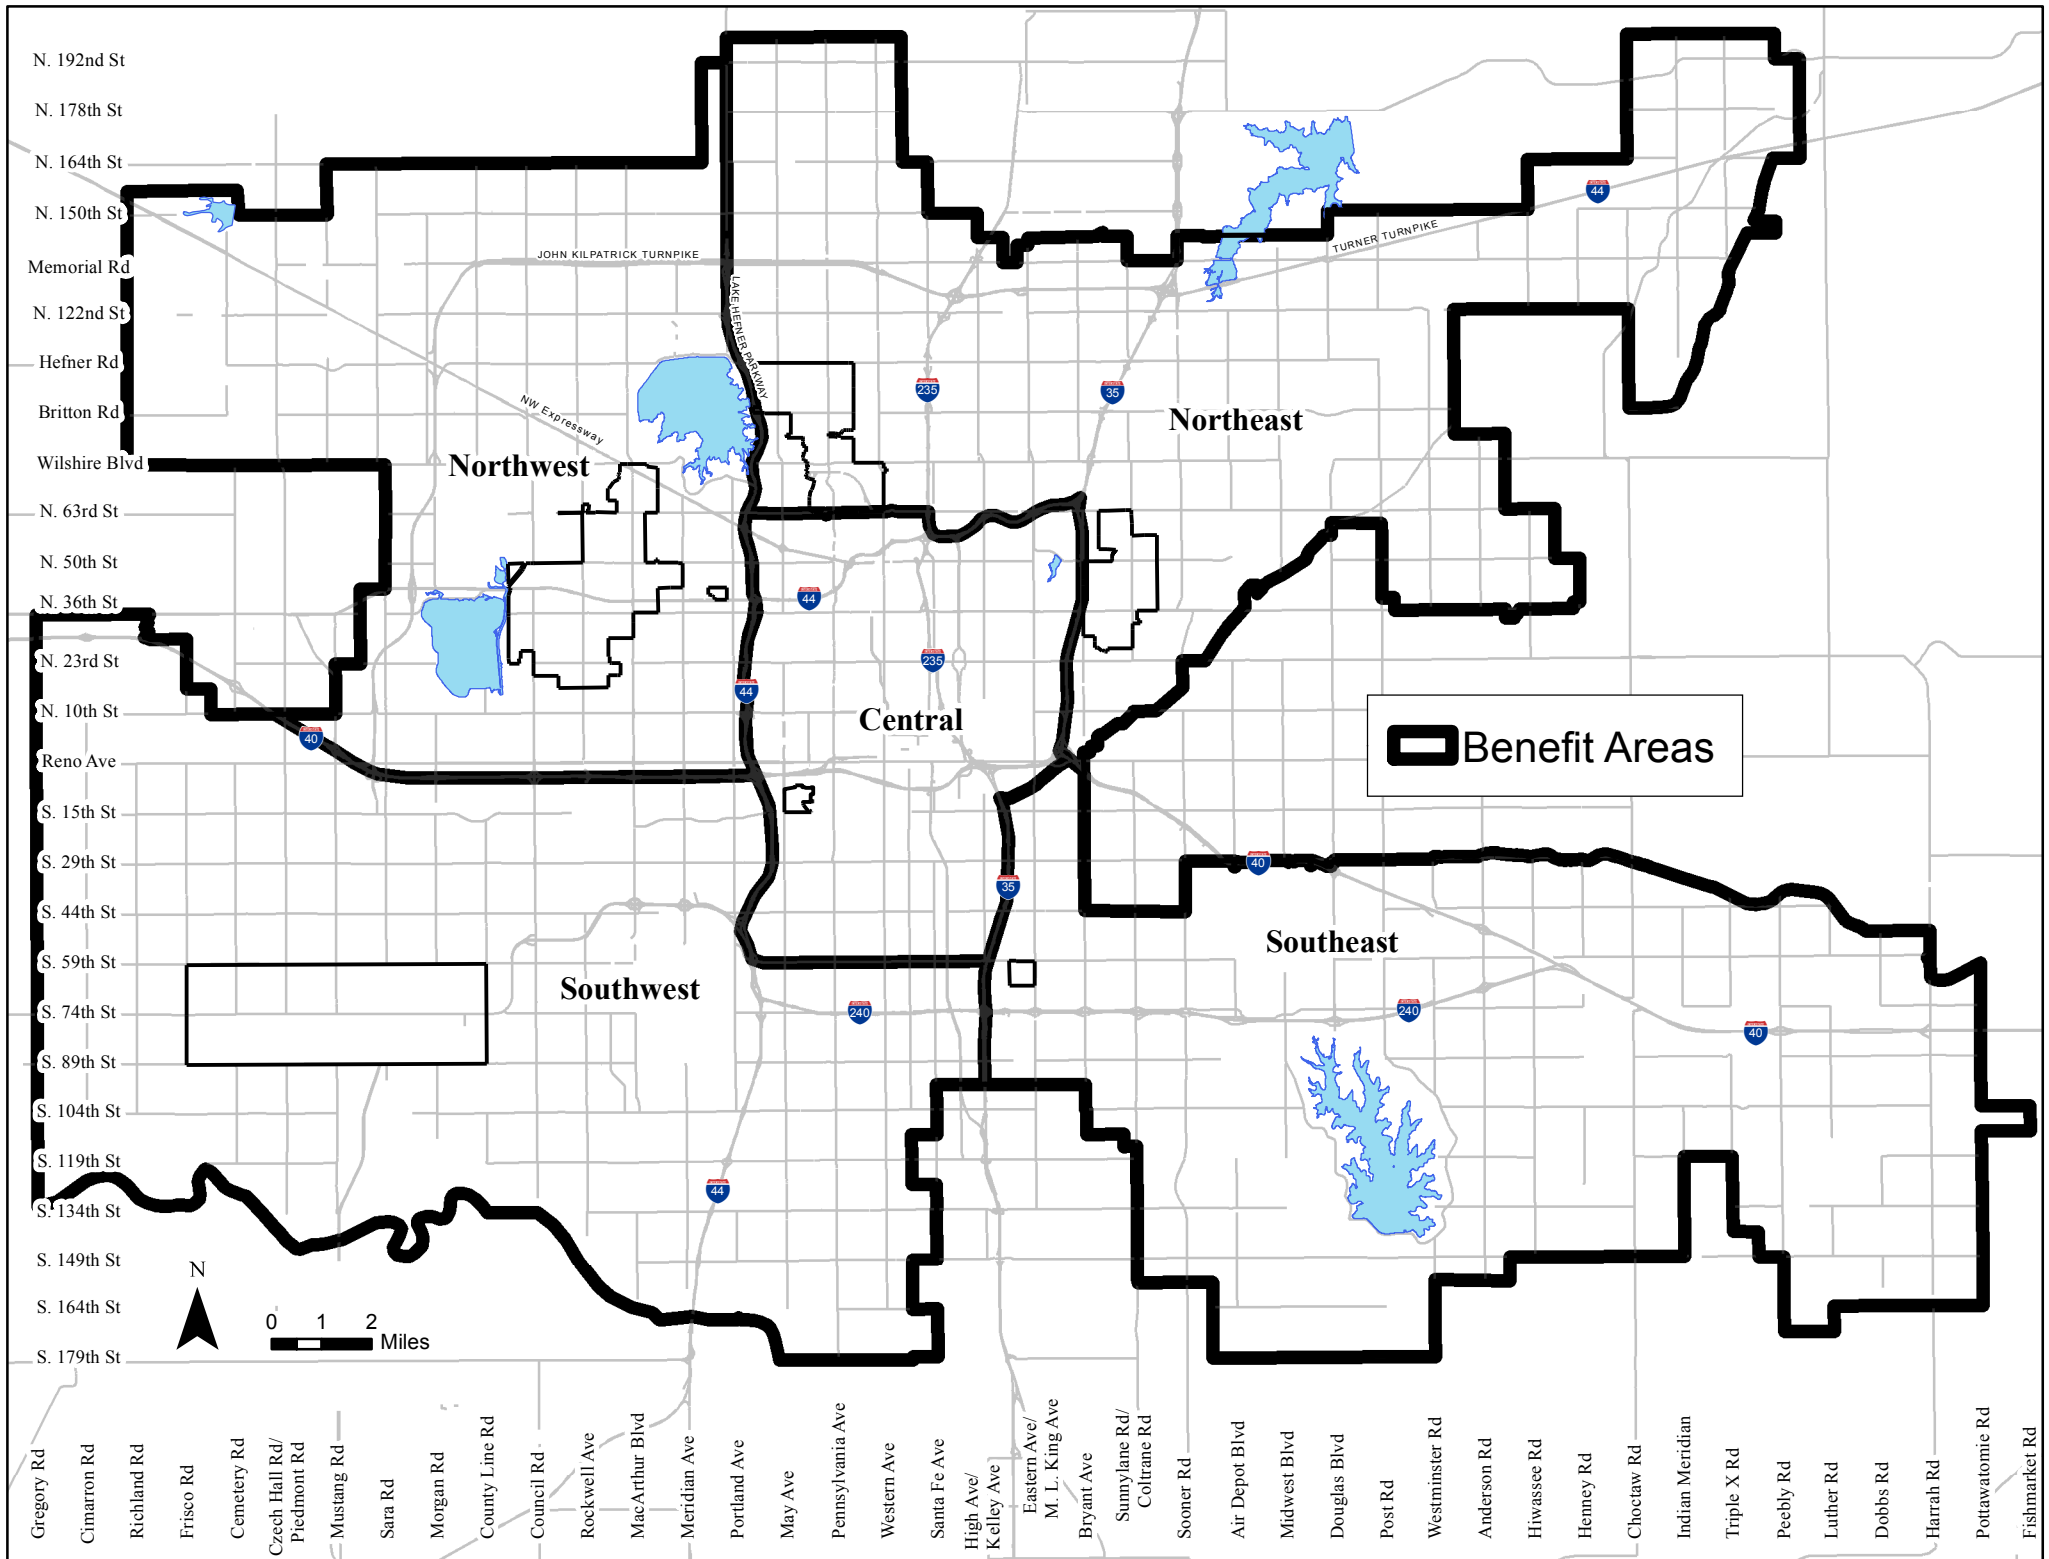 N. 192nd St
N. 178th St
N. 164th St
N. 150th St
Memorial Rd
N. 122nd St
Hefner Rd
Britton Rd
Wilshire Blvd
N. 63rd St
N. 50th St
N. 36th St
N. 23rd St
N. 10th St
Reno Ave
S. 15th St
S. 29th St
S. 44th St
S. 59th St
S. 74th St
S. 89th St
S. 104th St
S. 119th St
S. 134th St
S. 149th St
S. 164th St
S. 179th St
JOHN KILPATRICK TURNPIKE
LAKE HEFNER PARKWAY
NW Expressway
TURNER TURNPIKE
44
235
35
Northeast
Northwest
44
235
44
Central
40
Benefit Areas
40
35
Southeast
Southwest
240
240
40
44
N
0 1 2
Miles
Gregory Rd
Cimarron Rd
Richland Rd
Frisco Rd
Cemetery Rd
Czech Hall Rd/
Piedmont Rd
Mustang Rd
Sara Rd
Morgan Rd
County Line Rd
Council Rd
Rockwell Ave
MacArthur Blvd
Meridian Ave
Portland Ave
May Ave
Pennsylvania Ave
Western Ave
Santa Fe Ave
High Ave/
Kelley Ave
Eastern Ave/
M. L. King Ave
Bryant Ave
Sunnylane Rd/
Coltrane Rd
Sooner Rd
Air Depot Blvd
Midwest Blvd
Douglas Blvd
Post Rd
Westminster Rd
Anderson Rd
Hiwassee Rd
Henney Rd
Choctaw Rd
Indian Meridian
Triple X Rd
Peebly Rd
Luther Rd
Dobbs Rd
Harrah Rd
Pottawatomie Rd
Fishmarket Rd